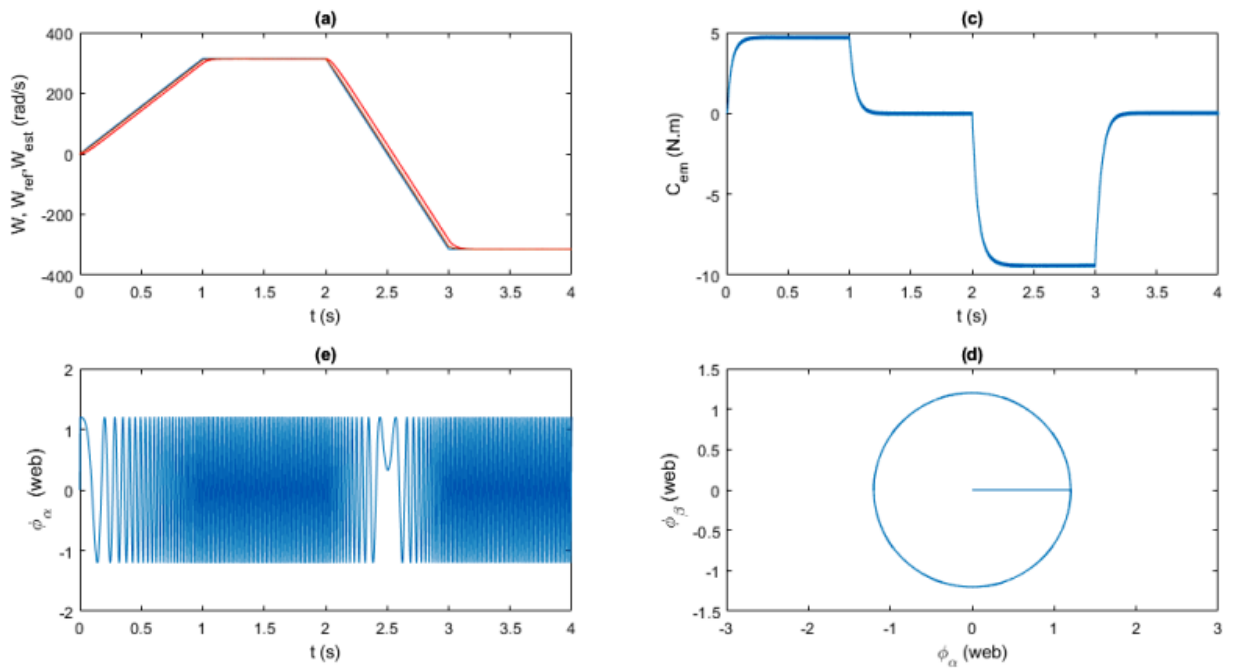 (a)
W, W_ref,W_est (rad/s)
400
200
0
-200
-400
0 0.5 1 1.5 2 2.5 3 3.5 4
t (s)
(c)
C_em (N.m)
5
0
-5
-10
0 0.5 1 1.5 2 2.5 3 3.5 4
t (s)
(e)
ϕ_α (web)
2
1
0
-1
-2
0 0.5 1 1.5 2 2.5 3 3.5 4
t (s)
(d)
ϕ_β (web)
1.5
1
0.5
0
-0.5
-1
-1.5
-3 -2 -1 0 1 2 3
ϕ_α (web)